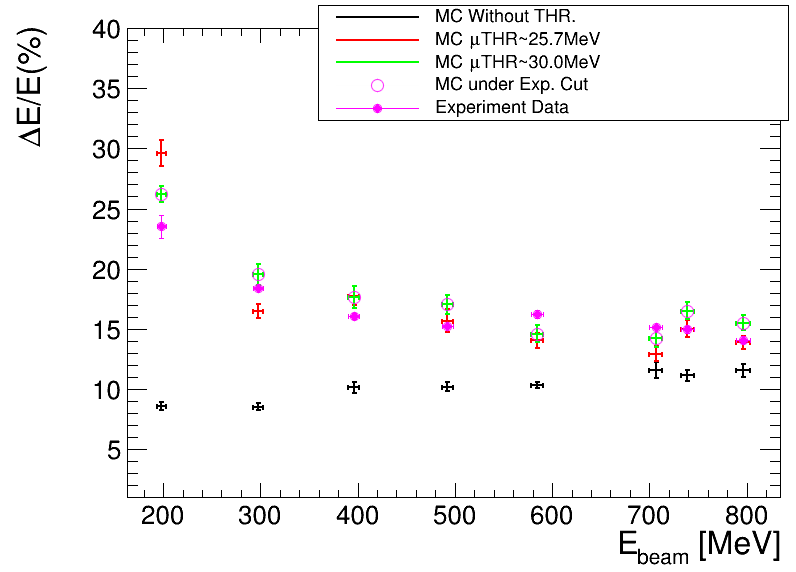 MC Without THR.
MC μTHR~25.7MeV
MC μTHR~30.0MeV
MC under Exp. Cut
Experiment Data
ΔE/E(%)
40
35
30
25
20
15
10
5
200 300 400 500 600 700 800
E_beam [MeV]